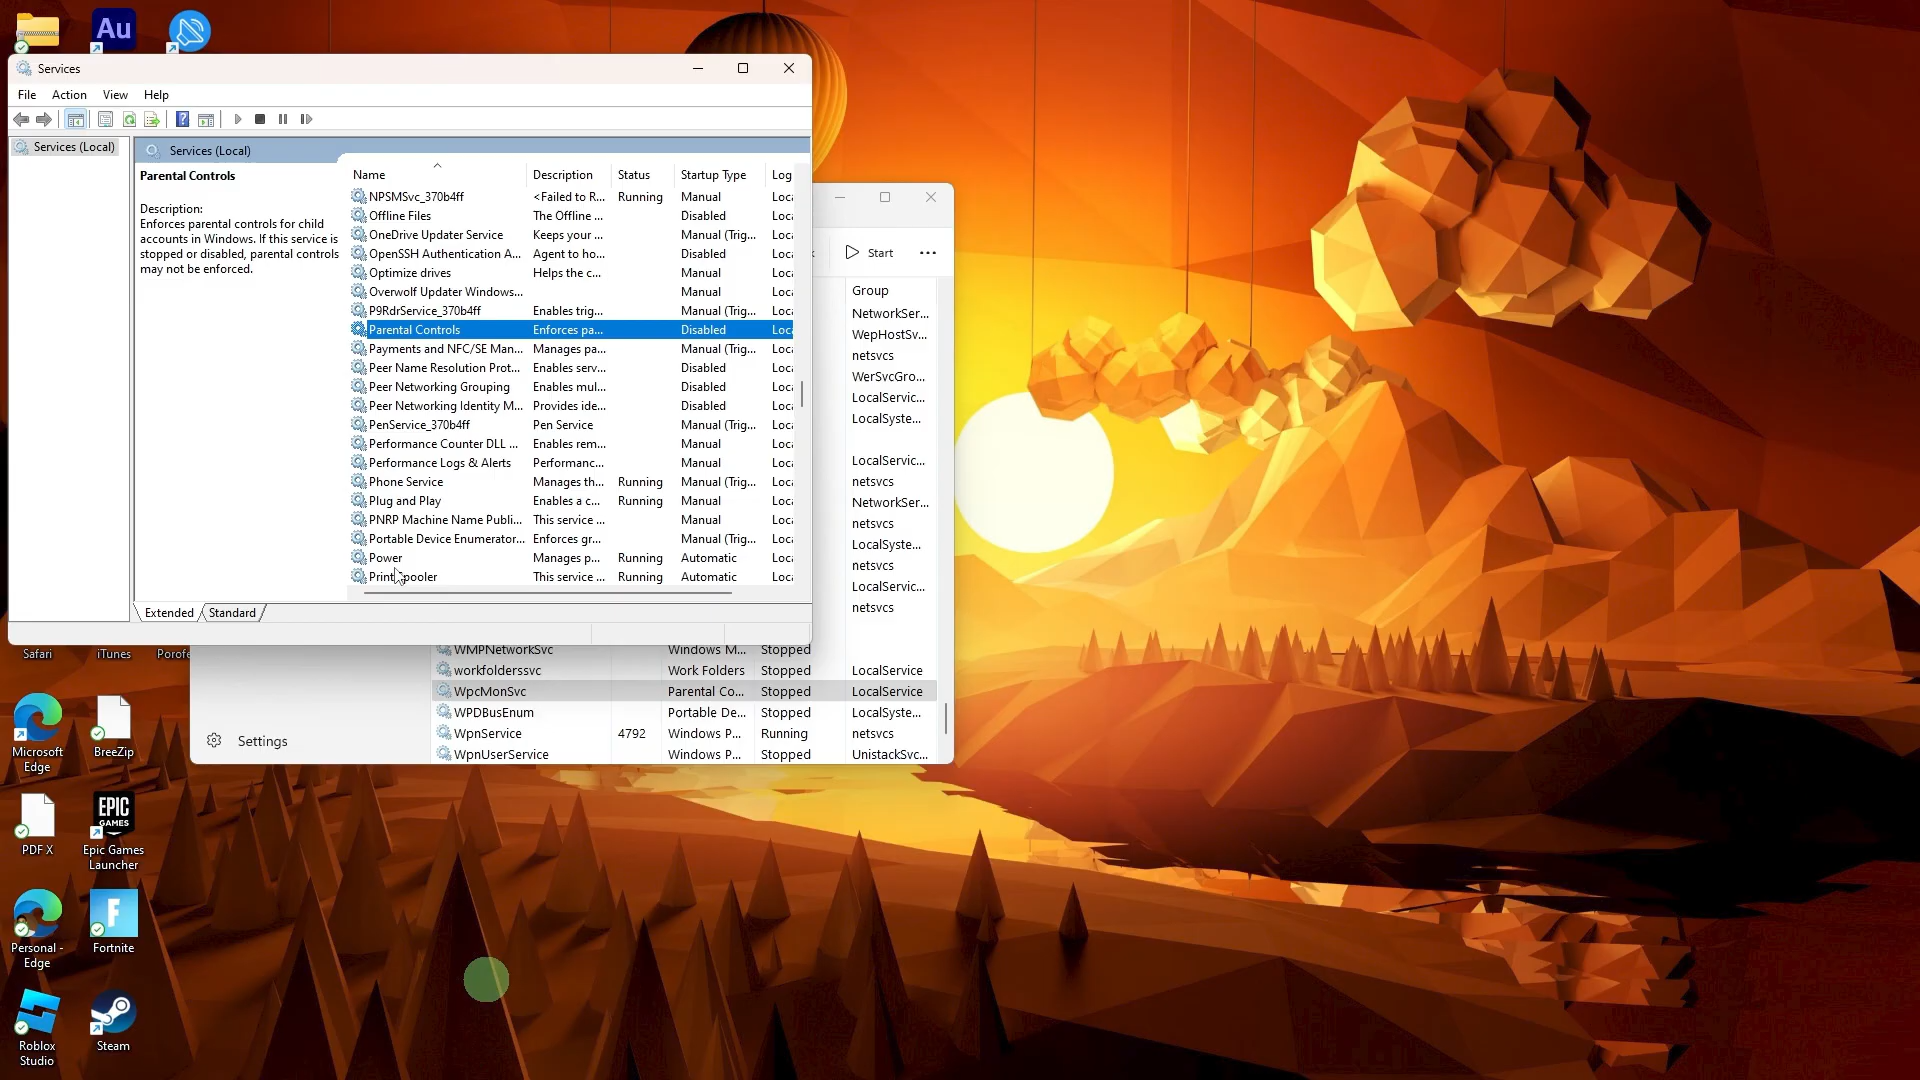 Au
Services
File Action View Help
Services (Local)
Services (Local)
Parental Controls
Description:
Enforces parental controls for child
accounts in Windows. If this service is
stopped or disabled, parental controls
may not be enforced.
Name Description Status Startup Type Log
NPSMSvc_370b4ff <Failed to R... Running Manual Loca
Offline Files The Offline ... Disabled Loca
OneDrive Updater Service Keeps your ... Manual (Trig... Loca
OpenSSH Authentication A... Agent to ho... Disabled Loca
Optimize drives Helps the c... Manual Loca
Overwolf Updater Windows... Manual Loca
P9RdrService_370b4ff Enables trig... Manual (Trig... Loca
Parental Controls Enforces pa... Disabled Loca
Payments and NFC/SE Man... Manages pa... Manual (Trig... Loca
Peer Name Resolution Prot... Enables serv... Disabled Loca
Peer Networking Grouping Enables mul... Disabled Loca
Peer Networking Identity M... Provides ide... Disabled Loca
PenService_370b4ff Pen Service Manual (Trig... Loca
Performance Counter DLL ... Enables rem... Manual Loca
Performance Logs & Alerts Performanc... Manual Loca
Phone Service Manages th... Running Manual (Trig... Loca
Plug and Play Enables a c... Running Manual Loca
PNRP Machine Name Publi... This service ... Manual Loca
Portable Device Enumerator... Enforces gr... Manual (Trig... Loca
Power Manages p... Running Automatic Loca
Print Spooler This service ... Running Automatic Loca
Extended Standard
Start
Group
NetworkSer...
WepHostSv...
netsvcs
WerSvcGro...
LocalServic...
LocalSyste...
LocalServic...
netsvcs
NetworkSer...
netsvcs
LocalSyste...
netsvcs
LocalServic...
netsvcs
WMPNetworkSvc Windows M... Stopped
workfolderssvc Work Folders Stopped LocalService
WpcMonSvc Parental Co... Stopped LocalService
WPDBusEnum Portable De... Stopped LocalSyste...
WpnService 4792 Windows P... Running netsvcs
WpnUserService Windows P... Stopped UnistackSvc...
Settings
Safari iTunes
Microsoft
Edge
BreeZip
PDF X
EPIC
GAMES
Epic Games
Launcher
Personal -
Edge
Fortnite
Roblox
Studio
Steam